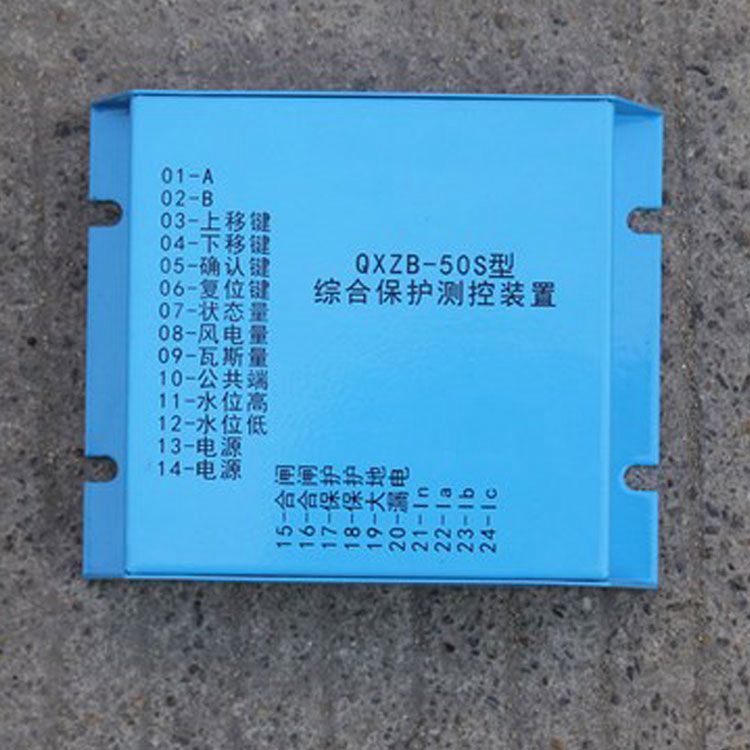 01-A
02-B
03-上移键
04-下移键
05-确认键
06-复位键
07-状态量
08-风电量
09-瓦斯量
10-公共端
11-水位高
12-水位低
13-电源
14-电源
QXZB-50S型
综合保护测控装置
15-合闸
16-合闸
17-保护
18-保护
19-大地
20-漏电
21-In
22-Ia
23-Ib
24-Ic